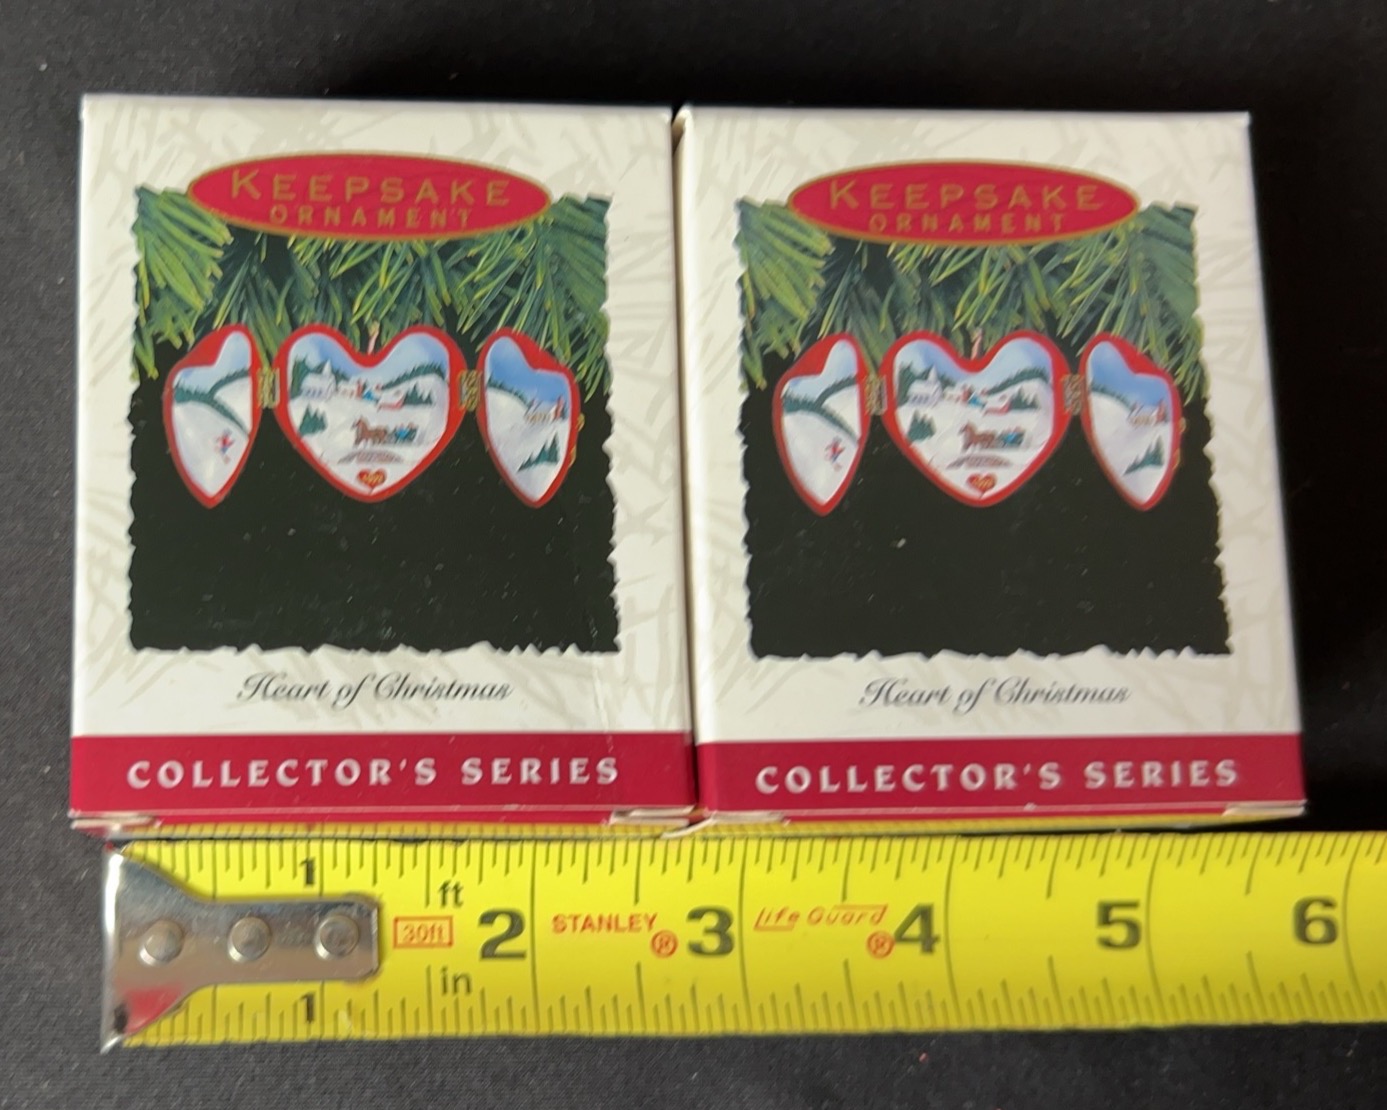 KEEPSAKE
ORNAMENT
Heart of Christmas
COLLECTOR'S SERIES
KEEPSAKE
ORNAMENT
Heart of Christmas
COLLECTOR'S SERIES
1 ft
30ft 2 STANLEY ® 3 Life Guard ® 4 5 6
1 in